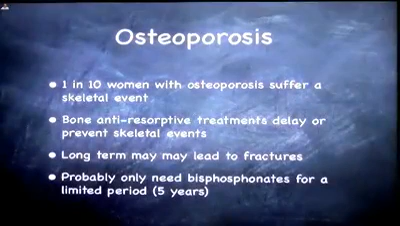 Osteoporosis
1 in 10 women with osteoporosis suffer a
skeletal event
Bone anti-resorptive treatments delay or
prevent skeletal events
Long term may may lead to fractures
Probably only need bisphosphonates for a
limited period (5 years)